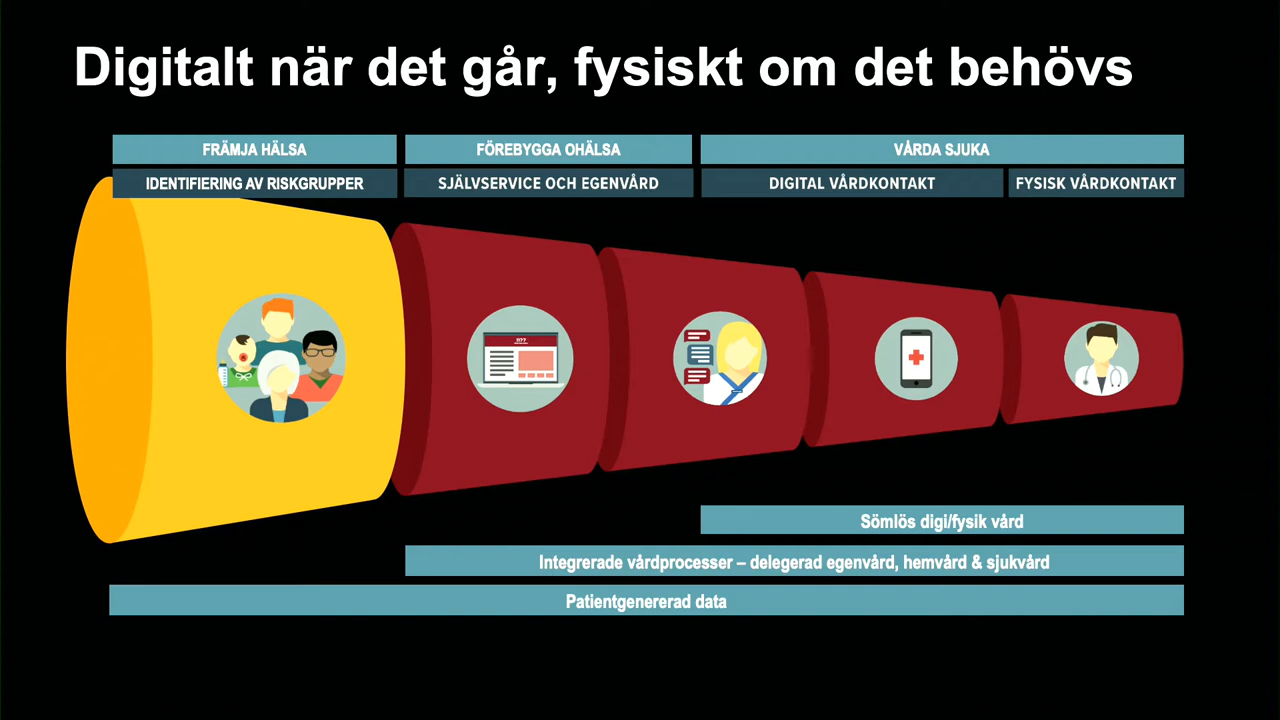 Digitalt när det går, fysiskt om det behövs
FRÄMJA HÄLSA
FÖREBYGGA OHÄLSA
VÅRDA SJUKA
IDENTIFIERING AV RISKGRUPPER
SJÄLVSERVICE OCH EGENVÅRD
DIGITAL VÅRDKONTAKT
FYSISK VÅRDKONTAKT
1177
Sömlös digi/fysik vård
Integrerade vårdprocesser – delegerad egenvård, hemvård & sjukvård
Patientgenererad data